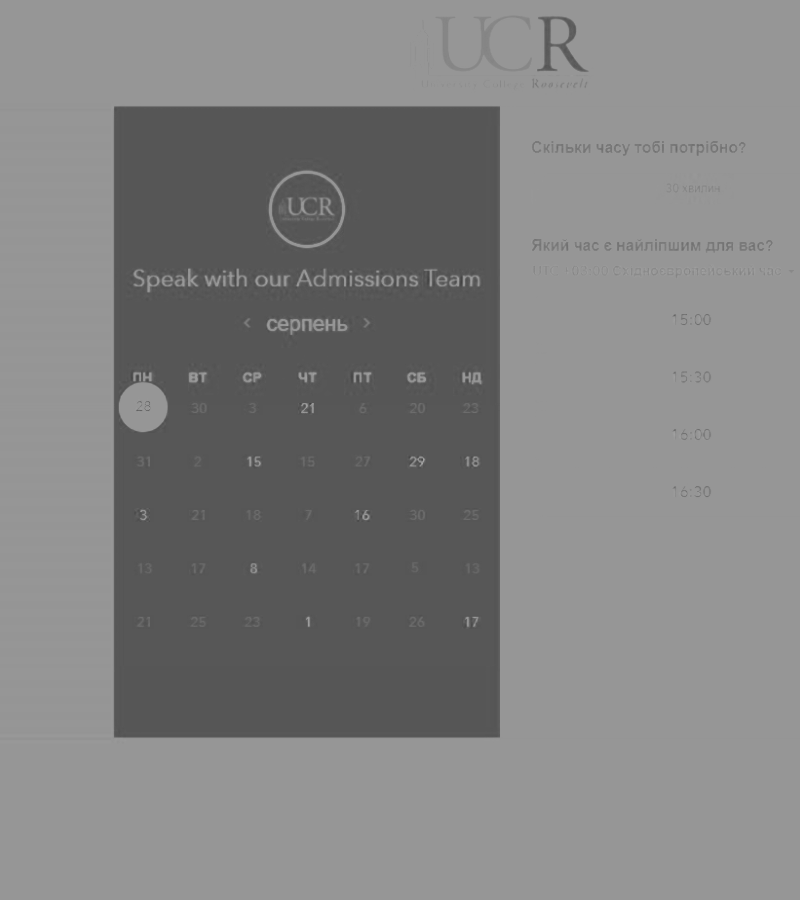 UCR
University College Roosevelt
UCR
Speak with our Admissions Team
< серпень >
ПН ВТ СР ЧТ ПТ СБ НД
28 30 3 21 6 20 23
31 2 15 15 27 29 18
3 21 18 7 16 30 25
13 17 8 14 17 5 13
21 25 23 1 19 26 17
Скільки часу тобі потрібно?
30 хвилин
Який час є найліпшим для вас?
Східноєвропейський час
15:00
15:30
16:00
16:30